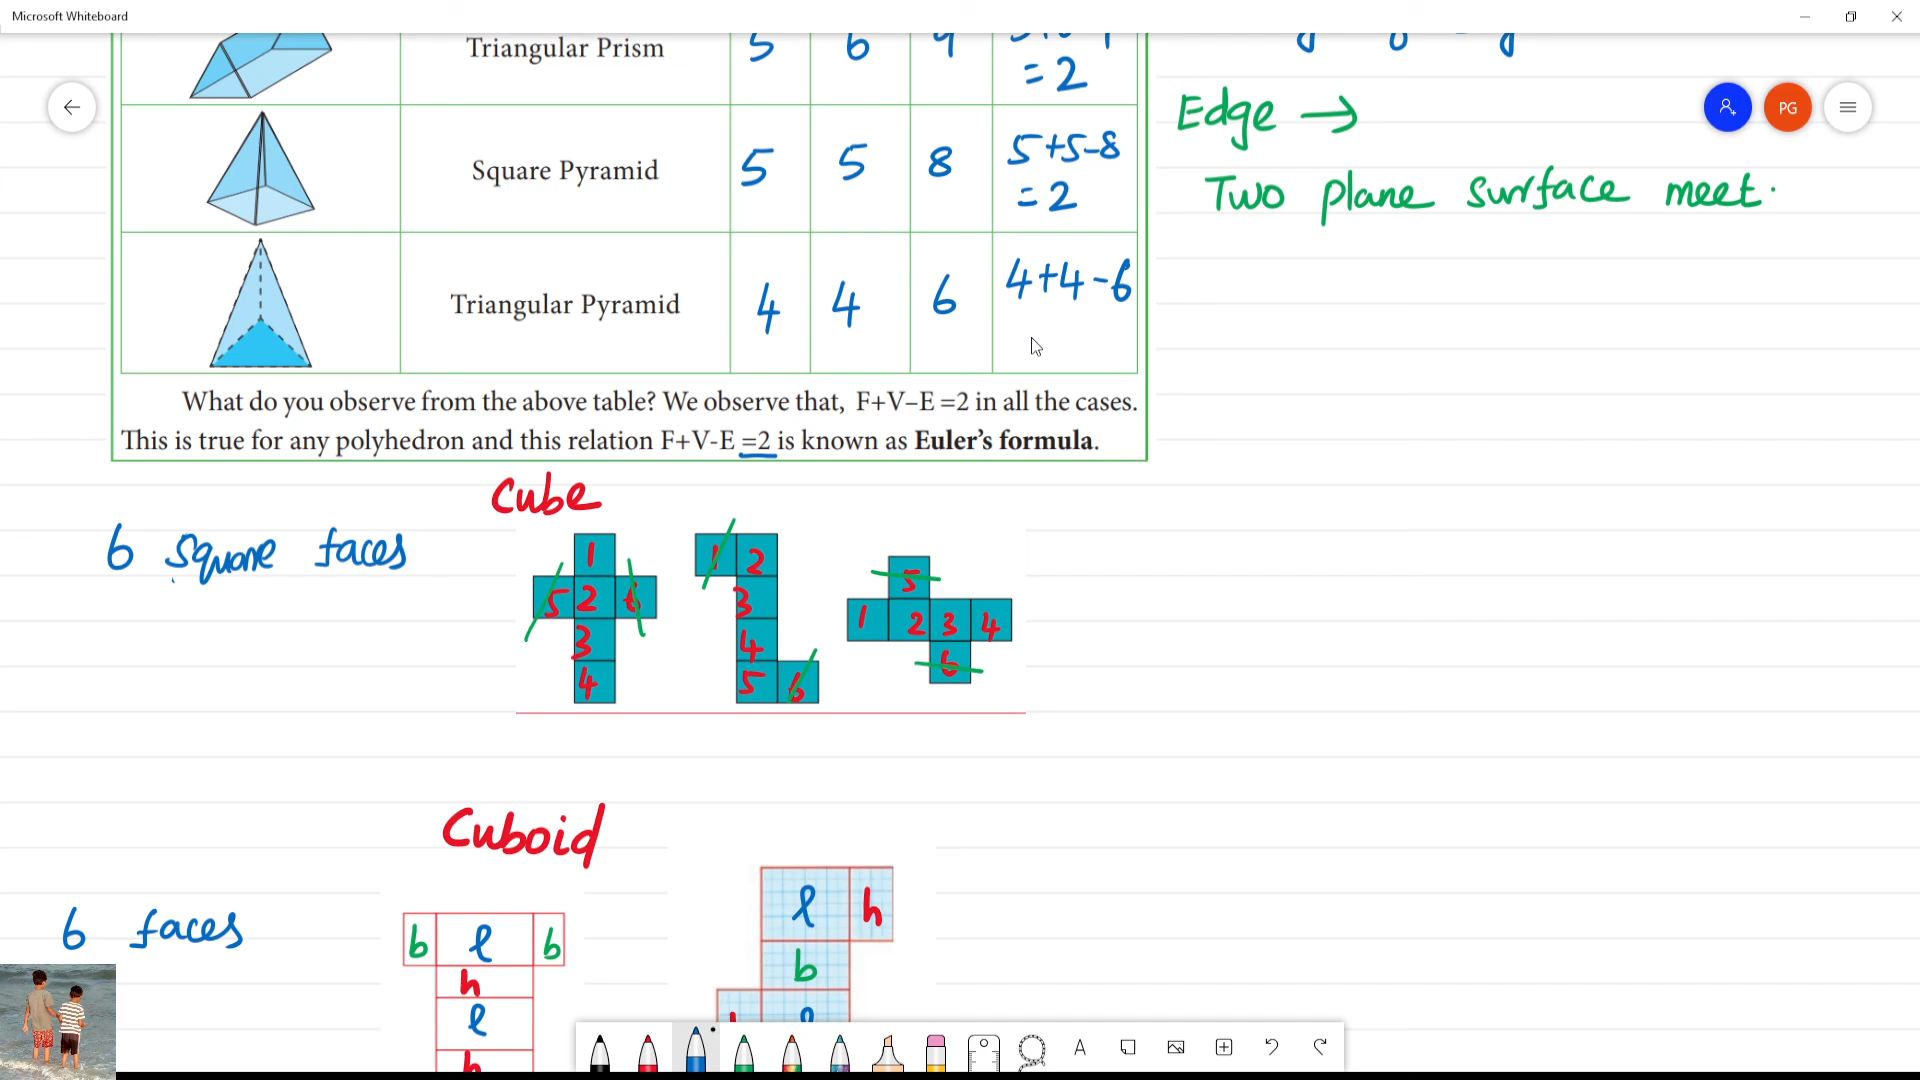 Microsoft Whiteboard
Triangular Prism 5 6 9
= 2
Edge →
PG
Square Pyramid 5 5 8 5+5-8
= 2
Two plane surface meet.
Triangular Pyramid 4 4 6 4+4-6
What do you observe from the above table? We observe that, F+V–E =2 in all the cases.
This is true for any polyhedron and this relation F+V-E =2 is known as Euler's formula.
Cube
6 square faces
1
5 2 6
3
4
1 2
3
4
5 6
5
1 2 3 4
6
Cuboid
6 faces
b l b
h
l
h
l h
b
A